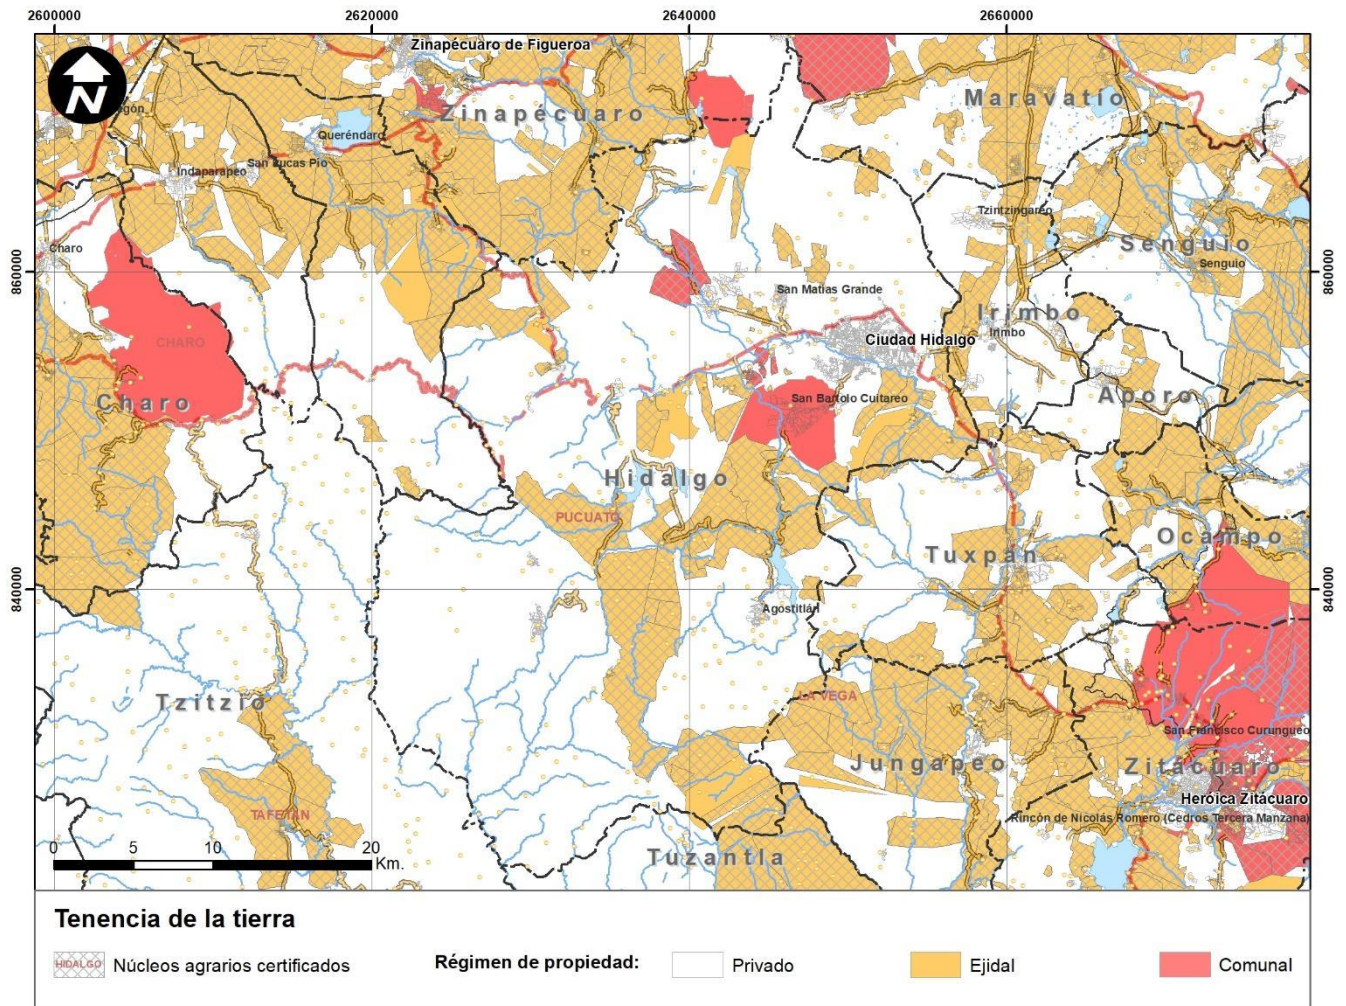 2600000
2620000
2640000
2660000
Zinapécuaro de Figueroa
N
Maravatío
Zinapécuaro
Queréndaro
San Lucas Pío
Indaparapeo
Tzintzingareo
Charo
Senguio
Senguio
860000
860000
San Matías Grande
Irimbo
Irimbo
Ciudad Hidalgo
CHARO
Charo
San Bartolo Cuitareo
Aporo
Hidalgo
PUCUATO
Ocampo
Tuxpan
840000
840000
Agostitlán
LA VEGA
Tzitzio
San Francisco Curungueo
Jungapeo
Zitácuaro
Heróica Zitácuaro
TAFETAN
Rincón de Nicolás Romero (Cedros Tercera Manzana)
0 5 10 20
Km.
Tuzantla
Tenencia de la tierra
HIDALGO Núcleos agrarios certificados Régimen de propiedad: Privado Ejidal Comunal